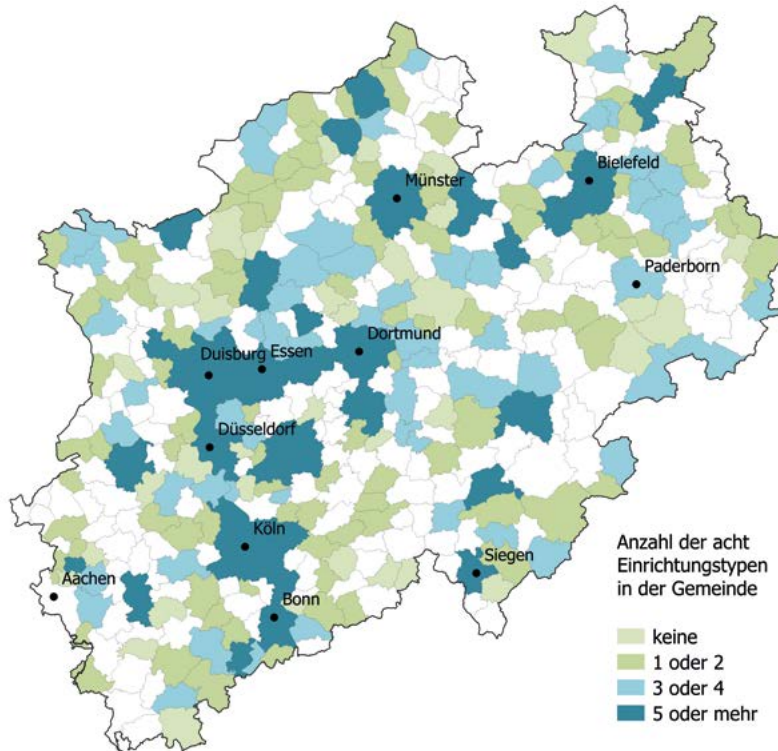 Bielefeld
Münster
Paderborn
Dortmund
Duisburg
Essen
Düsseldorf
Köln
Siegen
Aachen
Bonn
Anzahl der acht
Einrichtungstypen
in der Gemeinde
keine
1 oder 2
3 oder 4
5 oder mehr